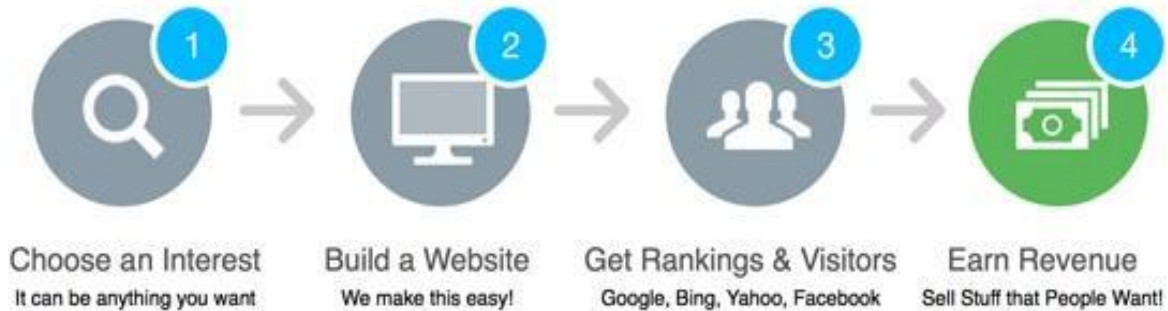 1
2
3
4
Choose an Interest
It can be anything you want
Build a Website
We make this easy!
Get Rankings & Visitors
Google, Bing, Yahoo, Facebook
Earn Revenue
Sell Stuff that People Want!